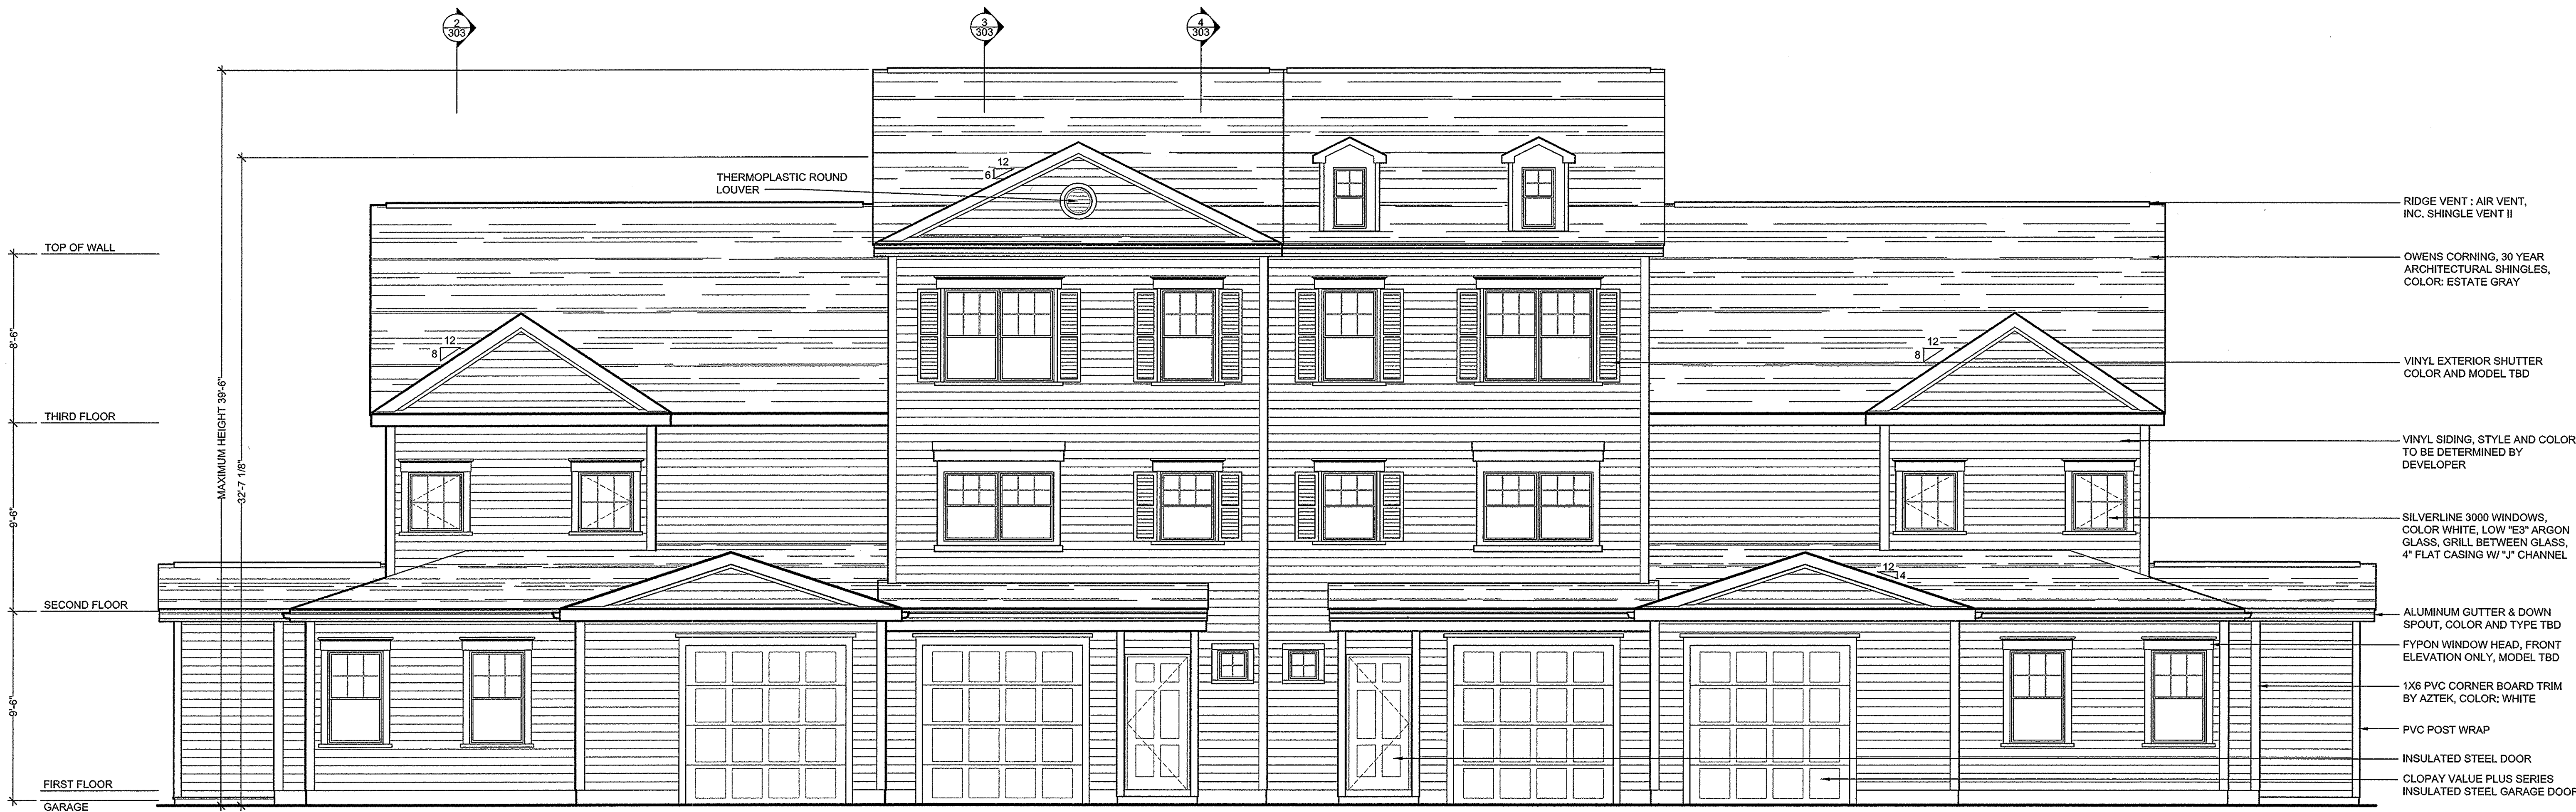 2
303
3
303
4
303
THERMOPLASTIC ROUND
LOUVER
12
6
12
8
12
8
12
4
TOP OF WALL
8'-6"
THIRD FLOOR
9'-6"
SECOND FLOOR
9'-6"
FIRST FLOOR
GARAGE
MAXIMUM HEIGHT 39'-6"
32'-7 1/8"
RIDGE VENT : AIR VENT,
INC. SHINGLE VENT II
OWENS CORNING, 30 YEAR
ARCHITECTURAL SHINGLES,
COLOR: ESTATE GRAY
VINYL EXTERIOR SHUTTER
COLOR AND MODEL TBD
VINYL SIDING, STYLE AND COLOR
TO BE DETERMINED BY
DEVELOPER
SILVERLINE 3000 WINDOWS,
COLOR WHITE, LOW "E3" ARGON
GLASS, GRILL BETWEEN GLASS,
4" FLAT CASING W/ "J" CHANNEL
ALUMINUM GUTTER & DOWN
SPOUT, COLOR AND TYPE TBD
FYPON WINDOW HEAD, FRONT
ELEVATION ONLY, MODEL TBD
1X6 PVC CORNER BOARD TRIM
BY AZTEK, COLOR: WHITE
PVC POST WRAP
INSULATED STEEL DOOR
CLOPAY VALUE PLUS SERIES
INSULATED STEEL GARAGE DOOR